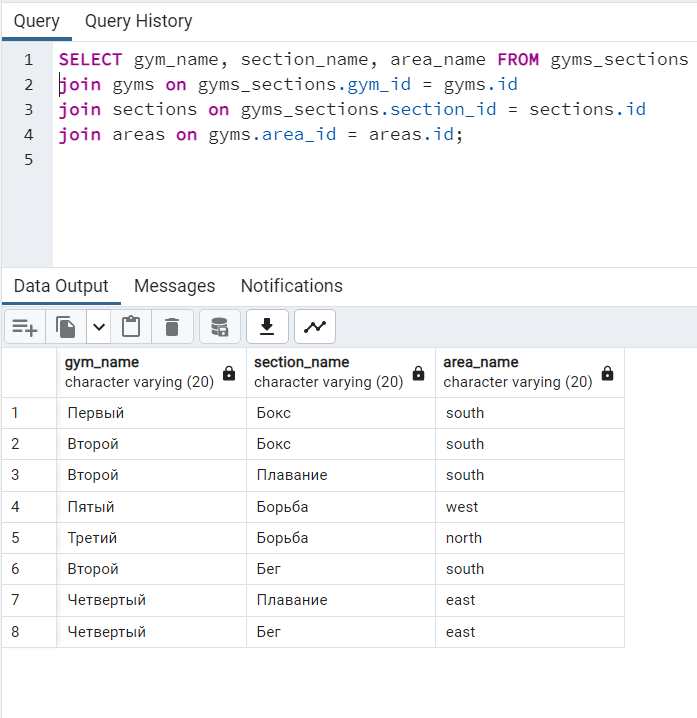 Query Query History
1 SELECT gym_name, section_name, area_name FROM gyms_sections
2 join gyms on gyms_sections.gym_id = gyms.id
3 join sections on gyms_sections.section_id = sections.id
4 join areas on gyms.area_id = areas.id;
5
Data Output Messages Notifications
gym_name section_name area_name
character varying (20) character varying (20) character varying (20)
1 Первый Бокс south
2 Второй Бокс south
3 Второй Плавание south
4 Пятый Борьба west
5 Третий Борьба north
6 Второй Бег south
7 Четвертый Плавание east
8 Четвертый Бег east